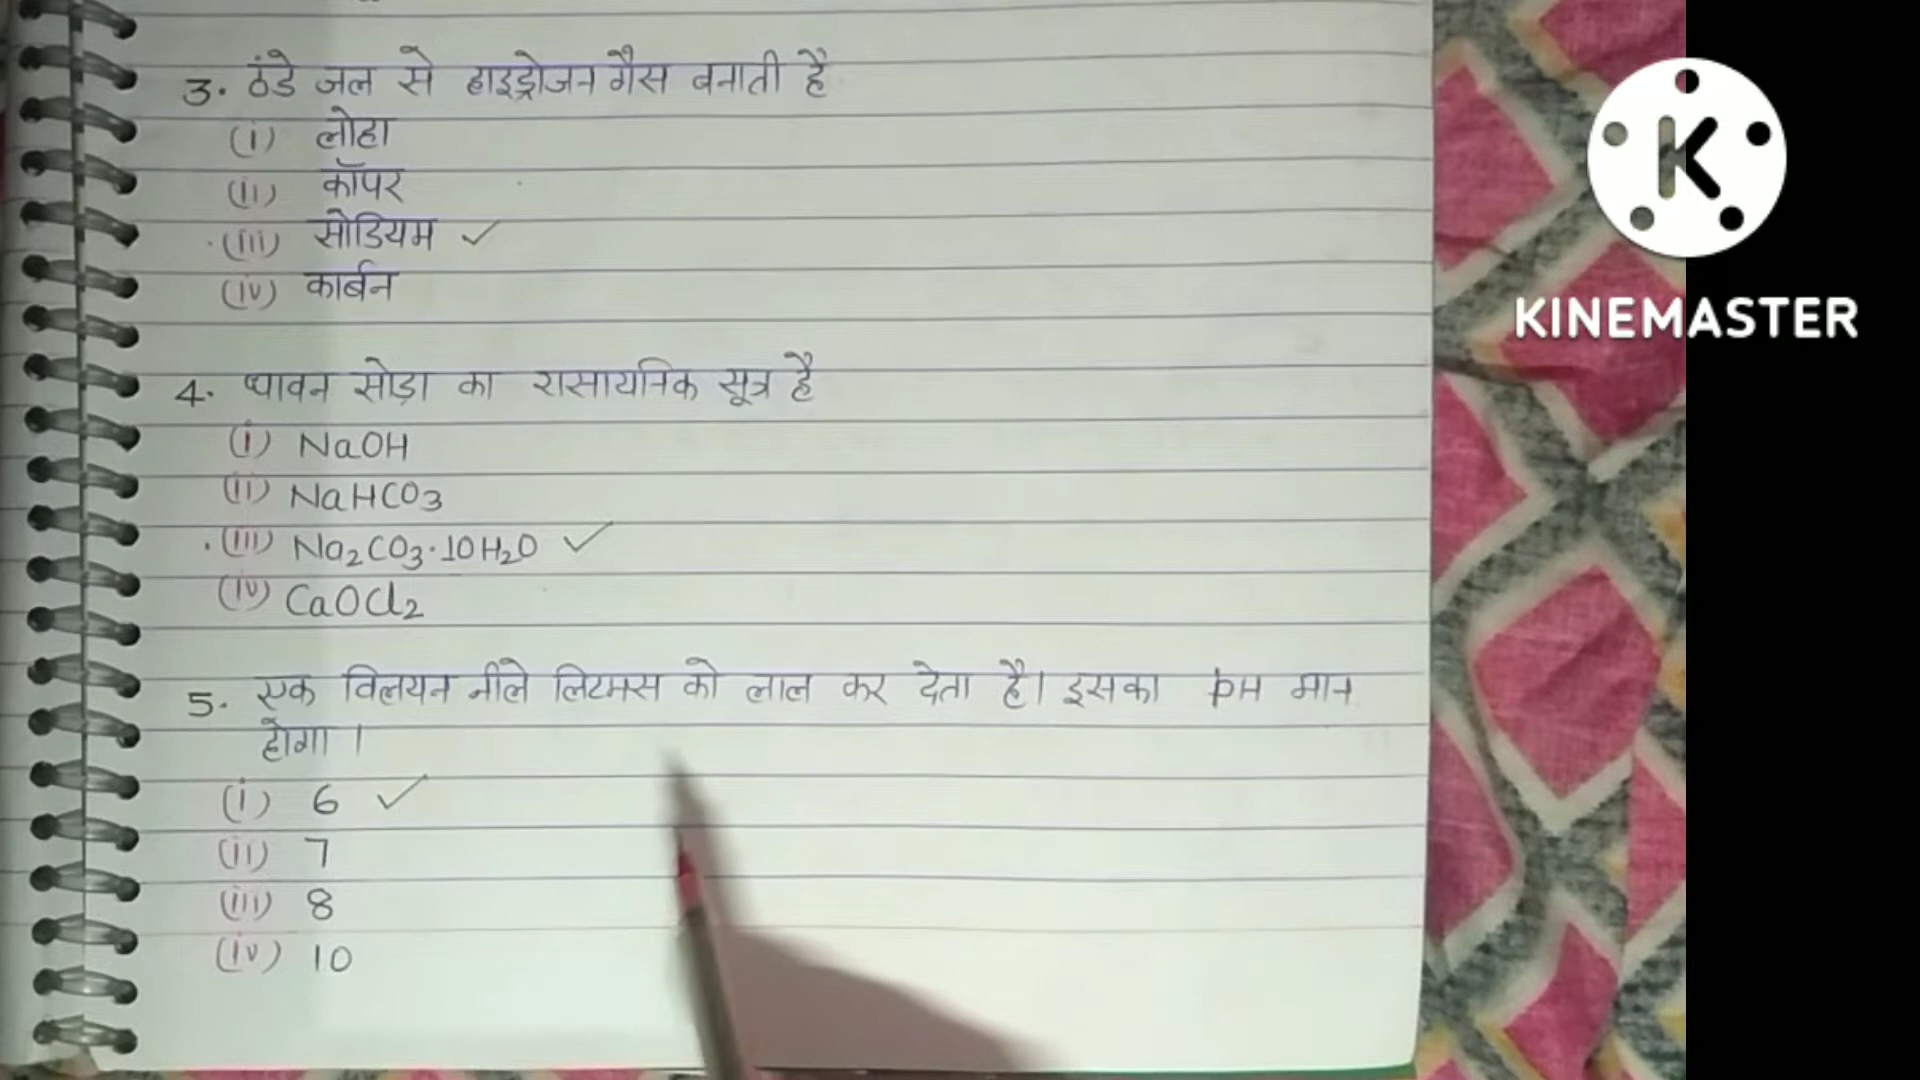 3. ठंडे जल से हाइड्रोजन गैस बनाती है
(i) लोहा
(ii) कॉपर
(iii) सोडियम ✓
(iv) कार्बन
4. धावन सोड़ा का रासायनिक सूत्र है
(i) NaOH
(ii) NaHCO3
(iii) Na2CO3·10H2O ✓
(iv) CaOCl2
5. एक विलयन नीले लिटमस को लाल कर देता है। इसका pH मान
होगा।
(i) 6 ✓
(ii) 7
(iii) 8
(iv) 10
K
KINEMASTER